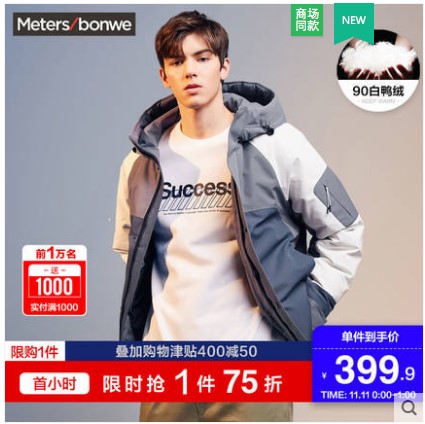 Meters/bonwe
商场
同款
NEW
90白鸭绒
KEEP WARM
Success
前1万名
送
1000
实付满1000
限购1件
叠加购物津贴400减50
首小时
限时抢1件75折
单件到手价
¥399.9
TIME: 11.11 0:00-1:00